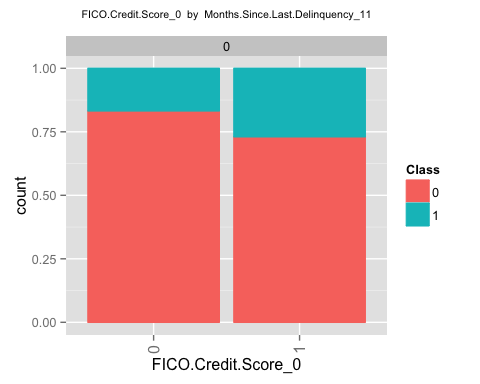 FICO.Credit.Score_0 by Months.Since.Last.Delinquency_11
0
1.00
0.75
0.50
0.25
0.00
count
0
1
FICO.Credit.Score_0
Class
0
1